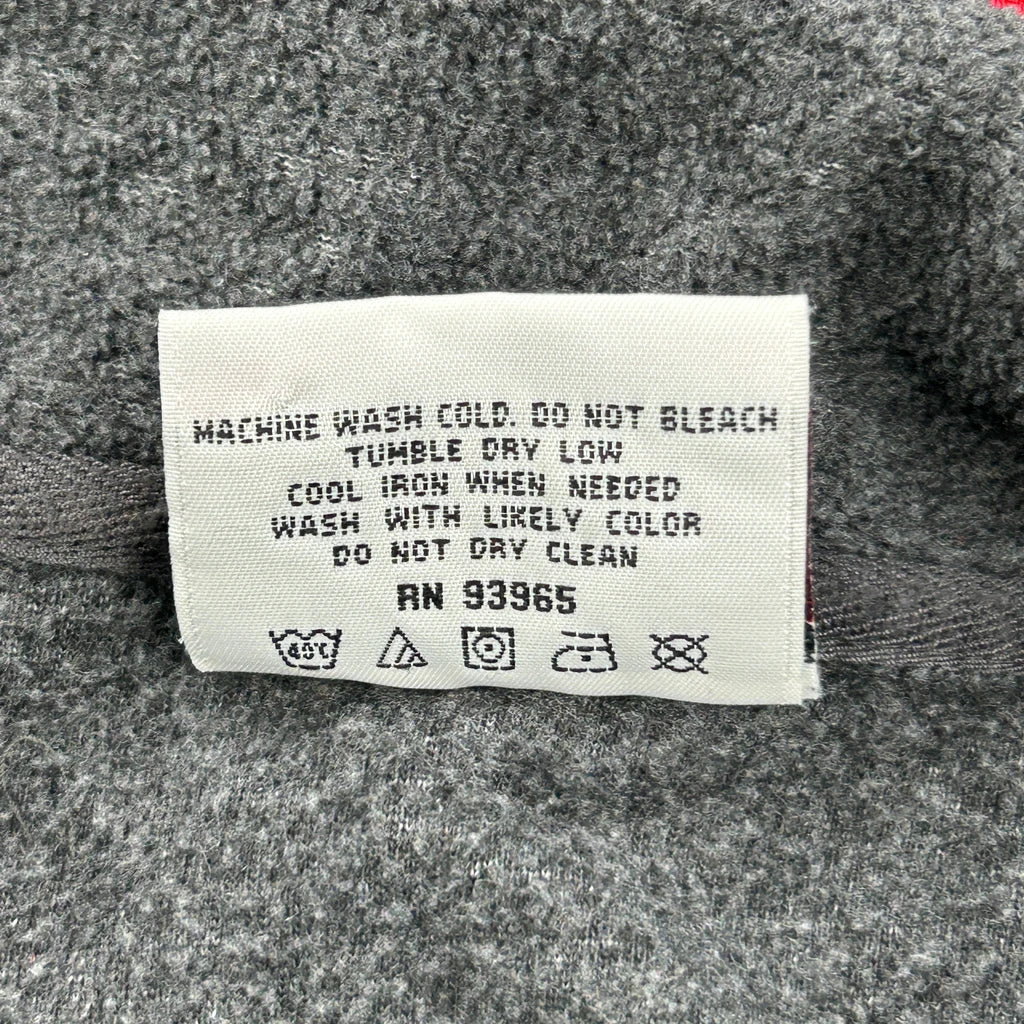 MACHINE WASH COLD. DO NOT BLEACH
TUMBLE DRY LOW
COOL IRON WHEN NEEDED
WASH WITH LIKELY COLOR
DO NOT DRY CLEAN
RN 93965
40°C